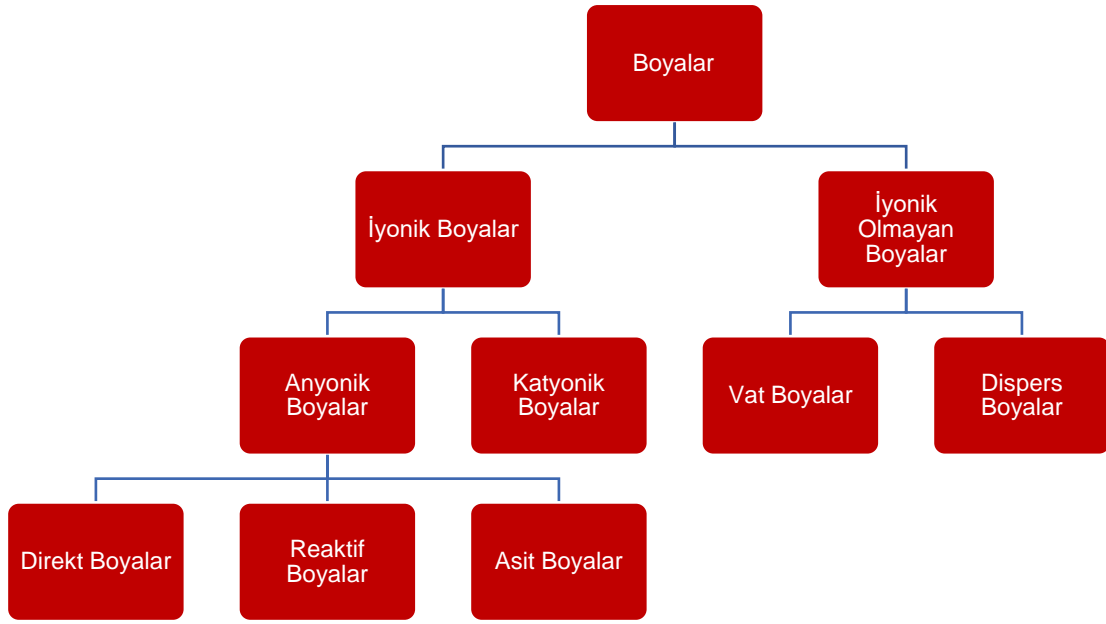 Boyalar
İyonik Boyalar
İyonik
Olmayan
Boyalar
Anyonik
Boyalar
Katyonik
Boyalar
Vat Boyalar
Dispers
Boyalar
Direkt Boyalar
Reaktif
Boyalar
Asit Boyalar